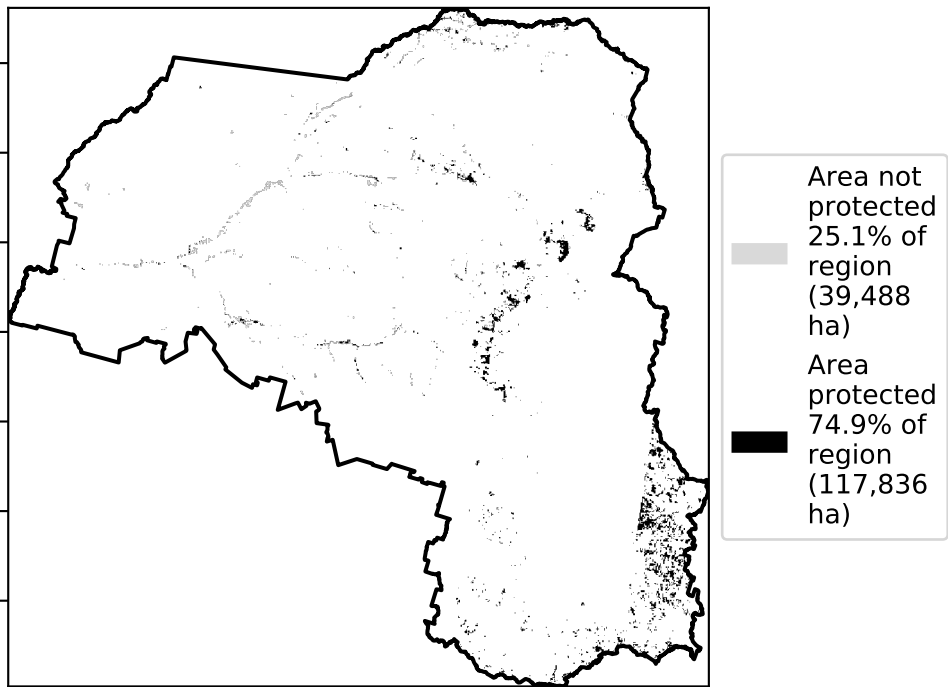 Area not
protected
25.1% of
region
(39,488
ha)
Area
protected
74.9% of
region
(117,836
ha)